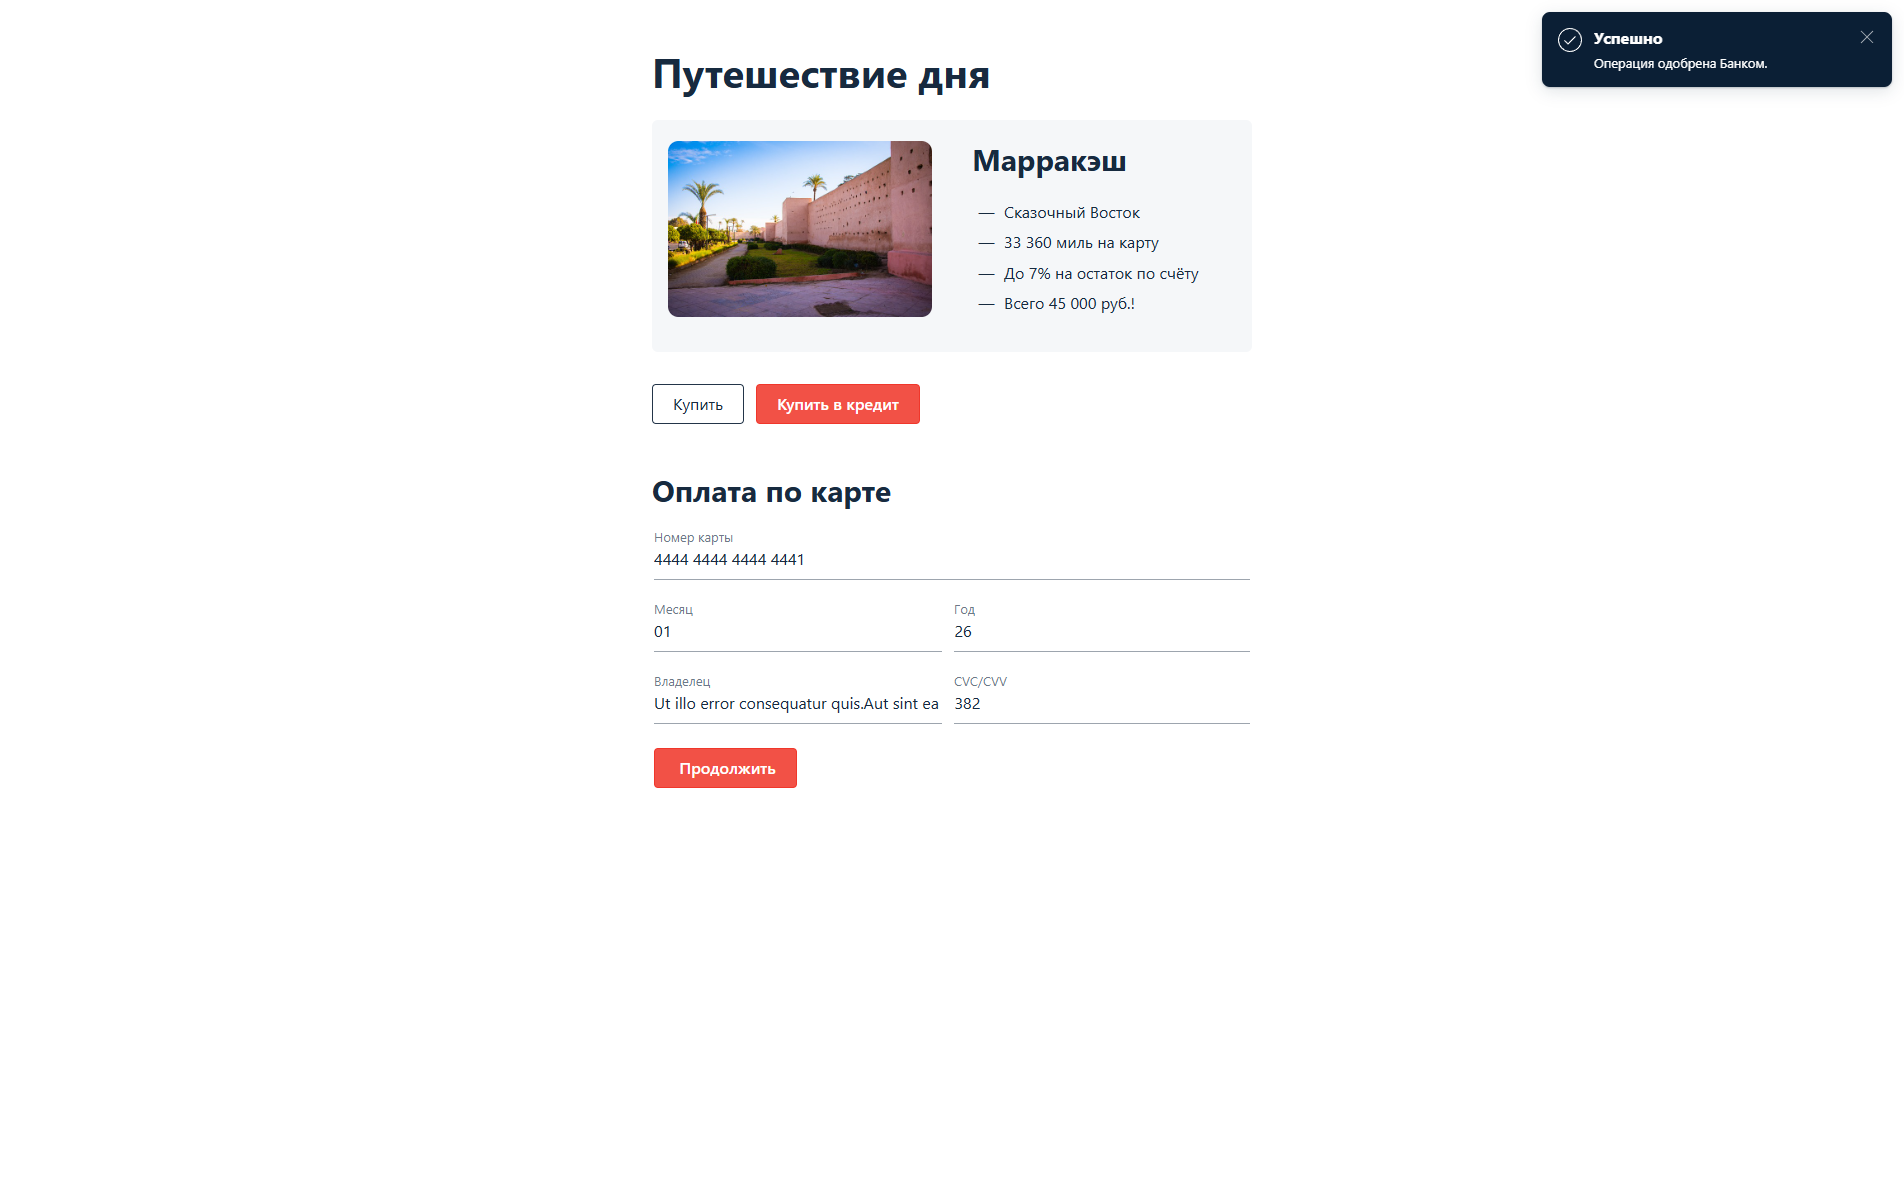 Успешно
Операция одобрена Банком.
Путешествие дня
Марракэш
— Сказочный Восток
— 33 360 миль на карту
— До 7% на остаток по счёту
— Всего 45 000 руб.!
Купить
Купить в кредит
Оплата по карте
Номер карты
4444 4444 4444 4441
Месяц
Год
01
26
Владелец
CVC/CVV
Ut illo error consequatur quis.Aut sint ea
382
Продолжить